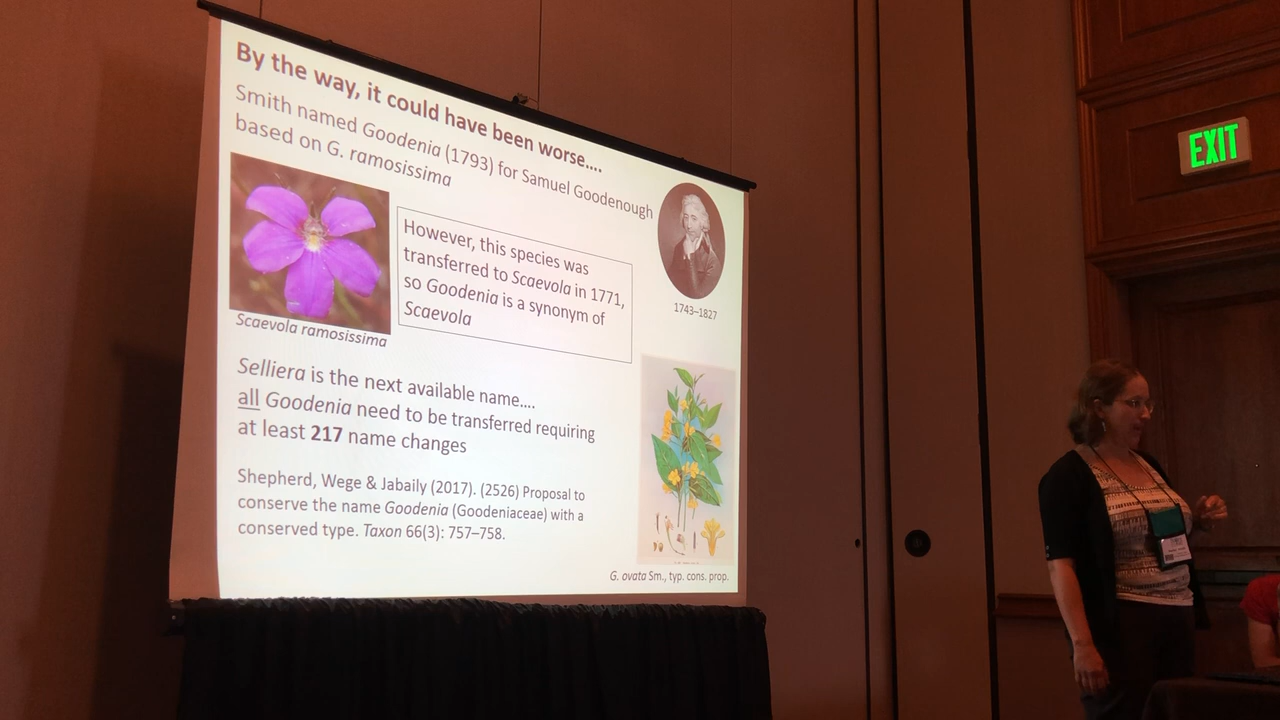 By the way, it could have been worse....
Smith named Goodenia (1793) for Samuel Goodenough
based on G. ramosissima
However, this species was
transferred to Scaevola in 1771,
so Goodenia is a synonym of
Scaevola
1743–1827
Scaevola ramosissima
Selliera is the next available name....
all Goodenia need to be transferred requiring
at least 217 name changes
Shepherd, Wege & Jabaily (2017). (2526) Proposal to
conserve the name Goodenia (Goodeniaceae) with a
conserved type. Taxon 66(3): 757–758.
G. ovata Sm., typ. cons. prop.
EXIT